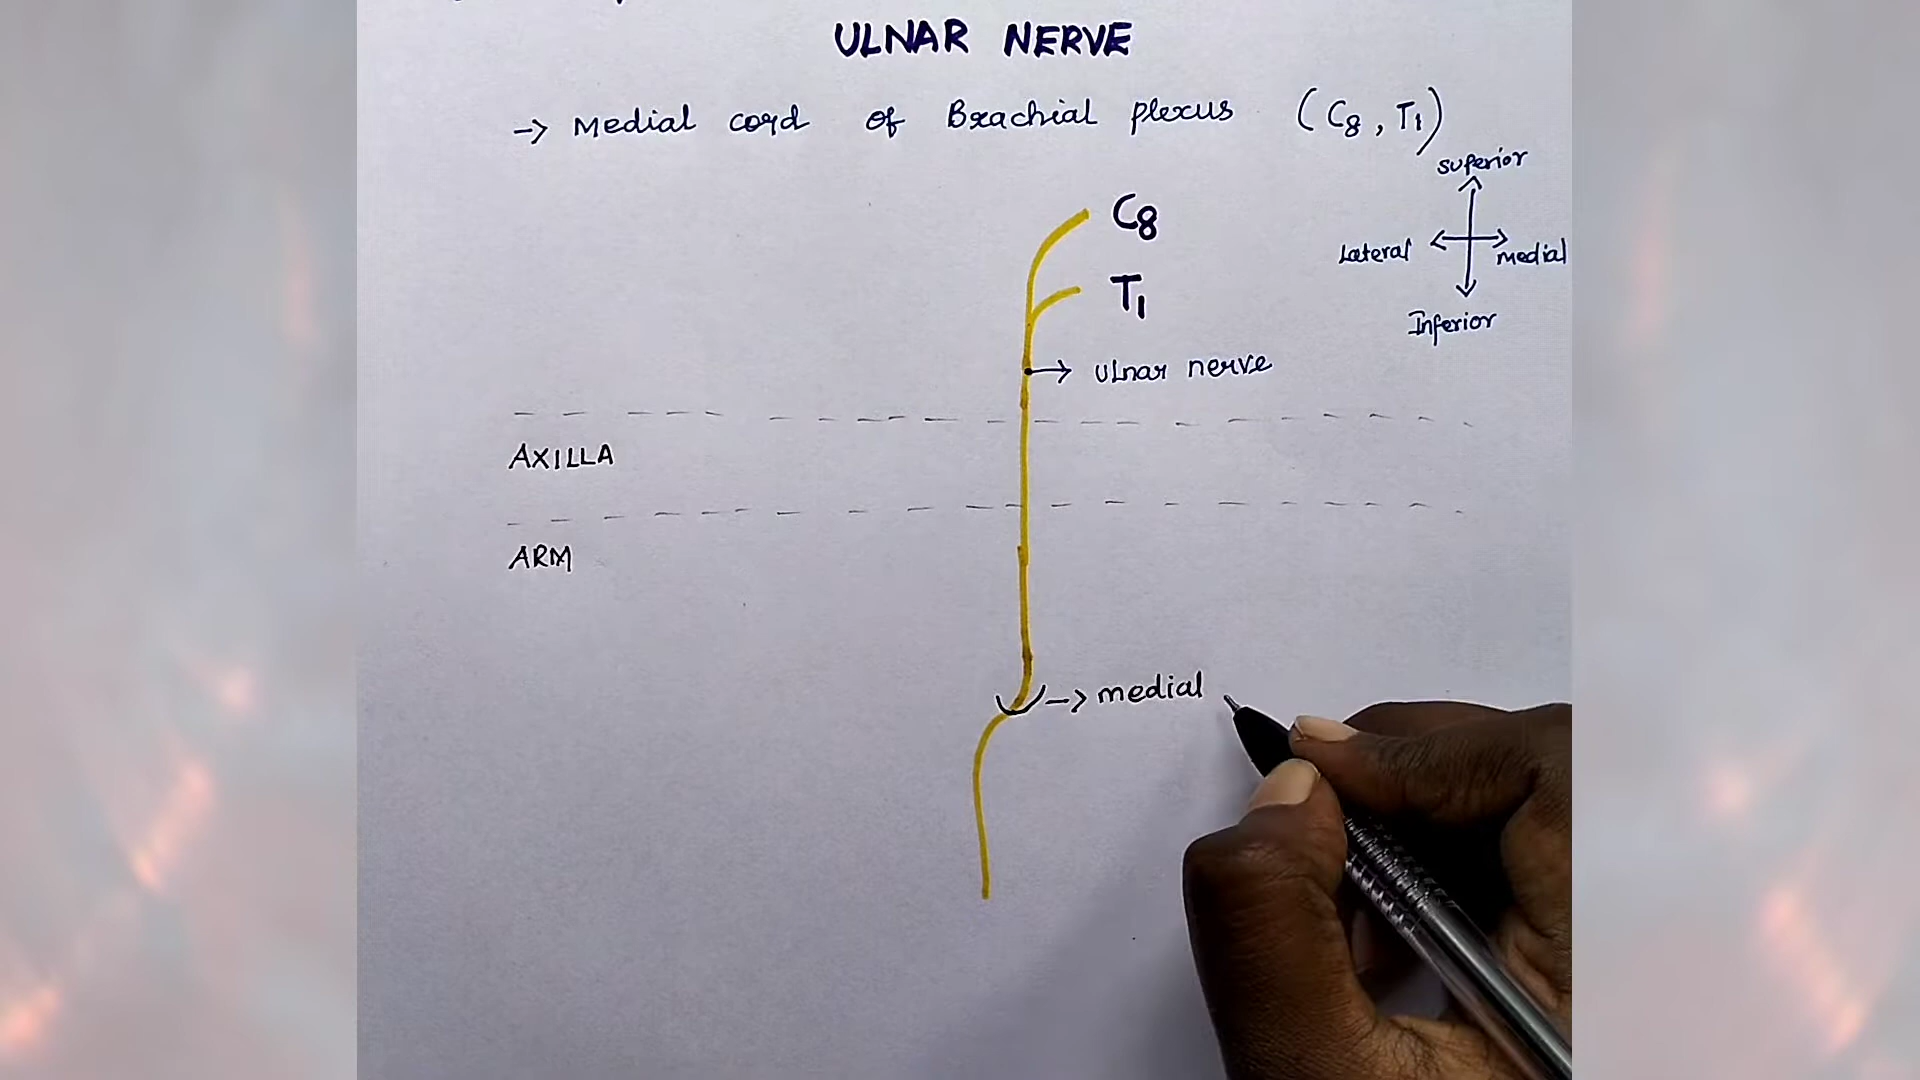 ULNAR NERVE
-> Medial cord of Brachial plexus (C8, T1)
superior
Lateral
medial
Inferior
C8
T1
-> ulnar nerve
AXILLA
ARM
-> medial